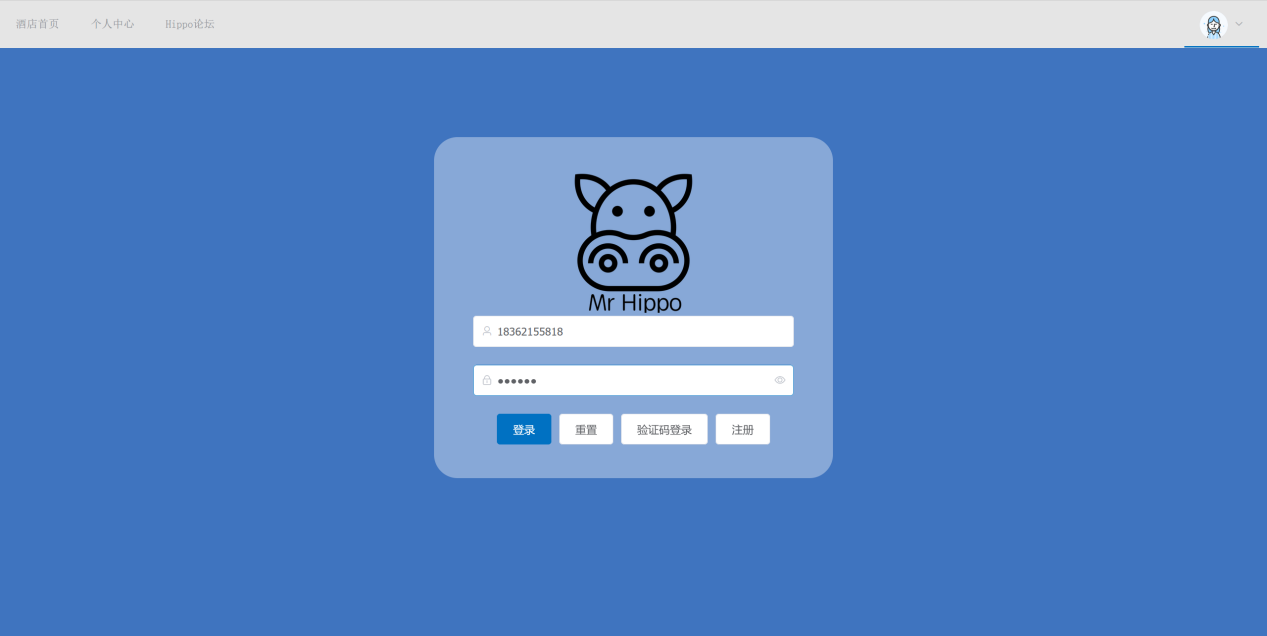 酒店首页 个人中心 Hippo论坛
Mr Hippo
18362155818
●●●●●●
登录 重置 验证码登录 注册